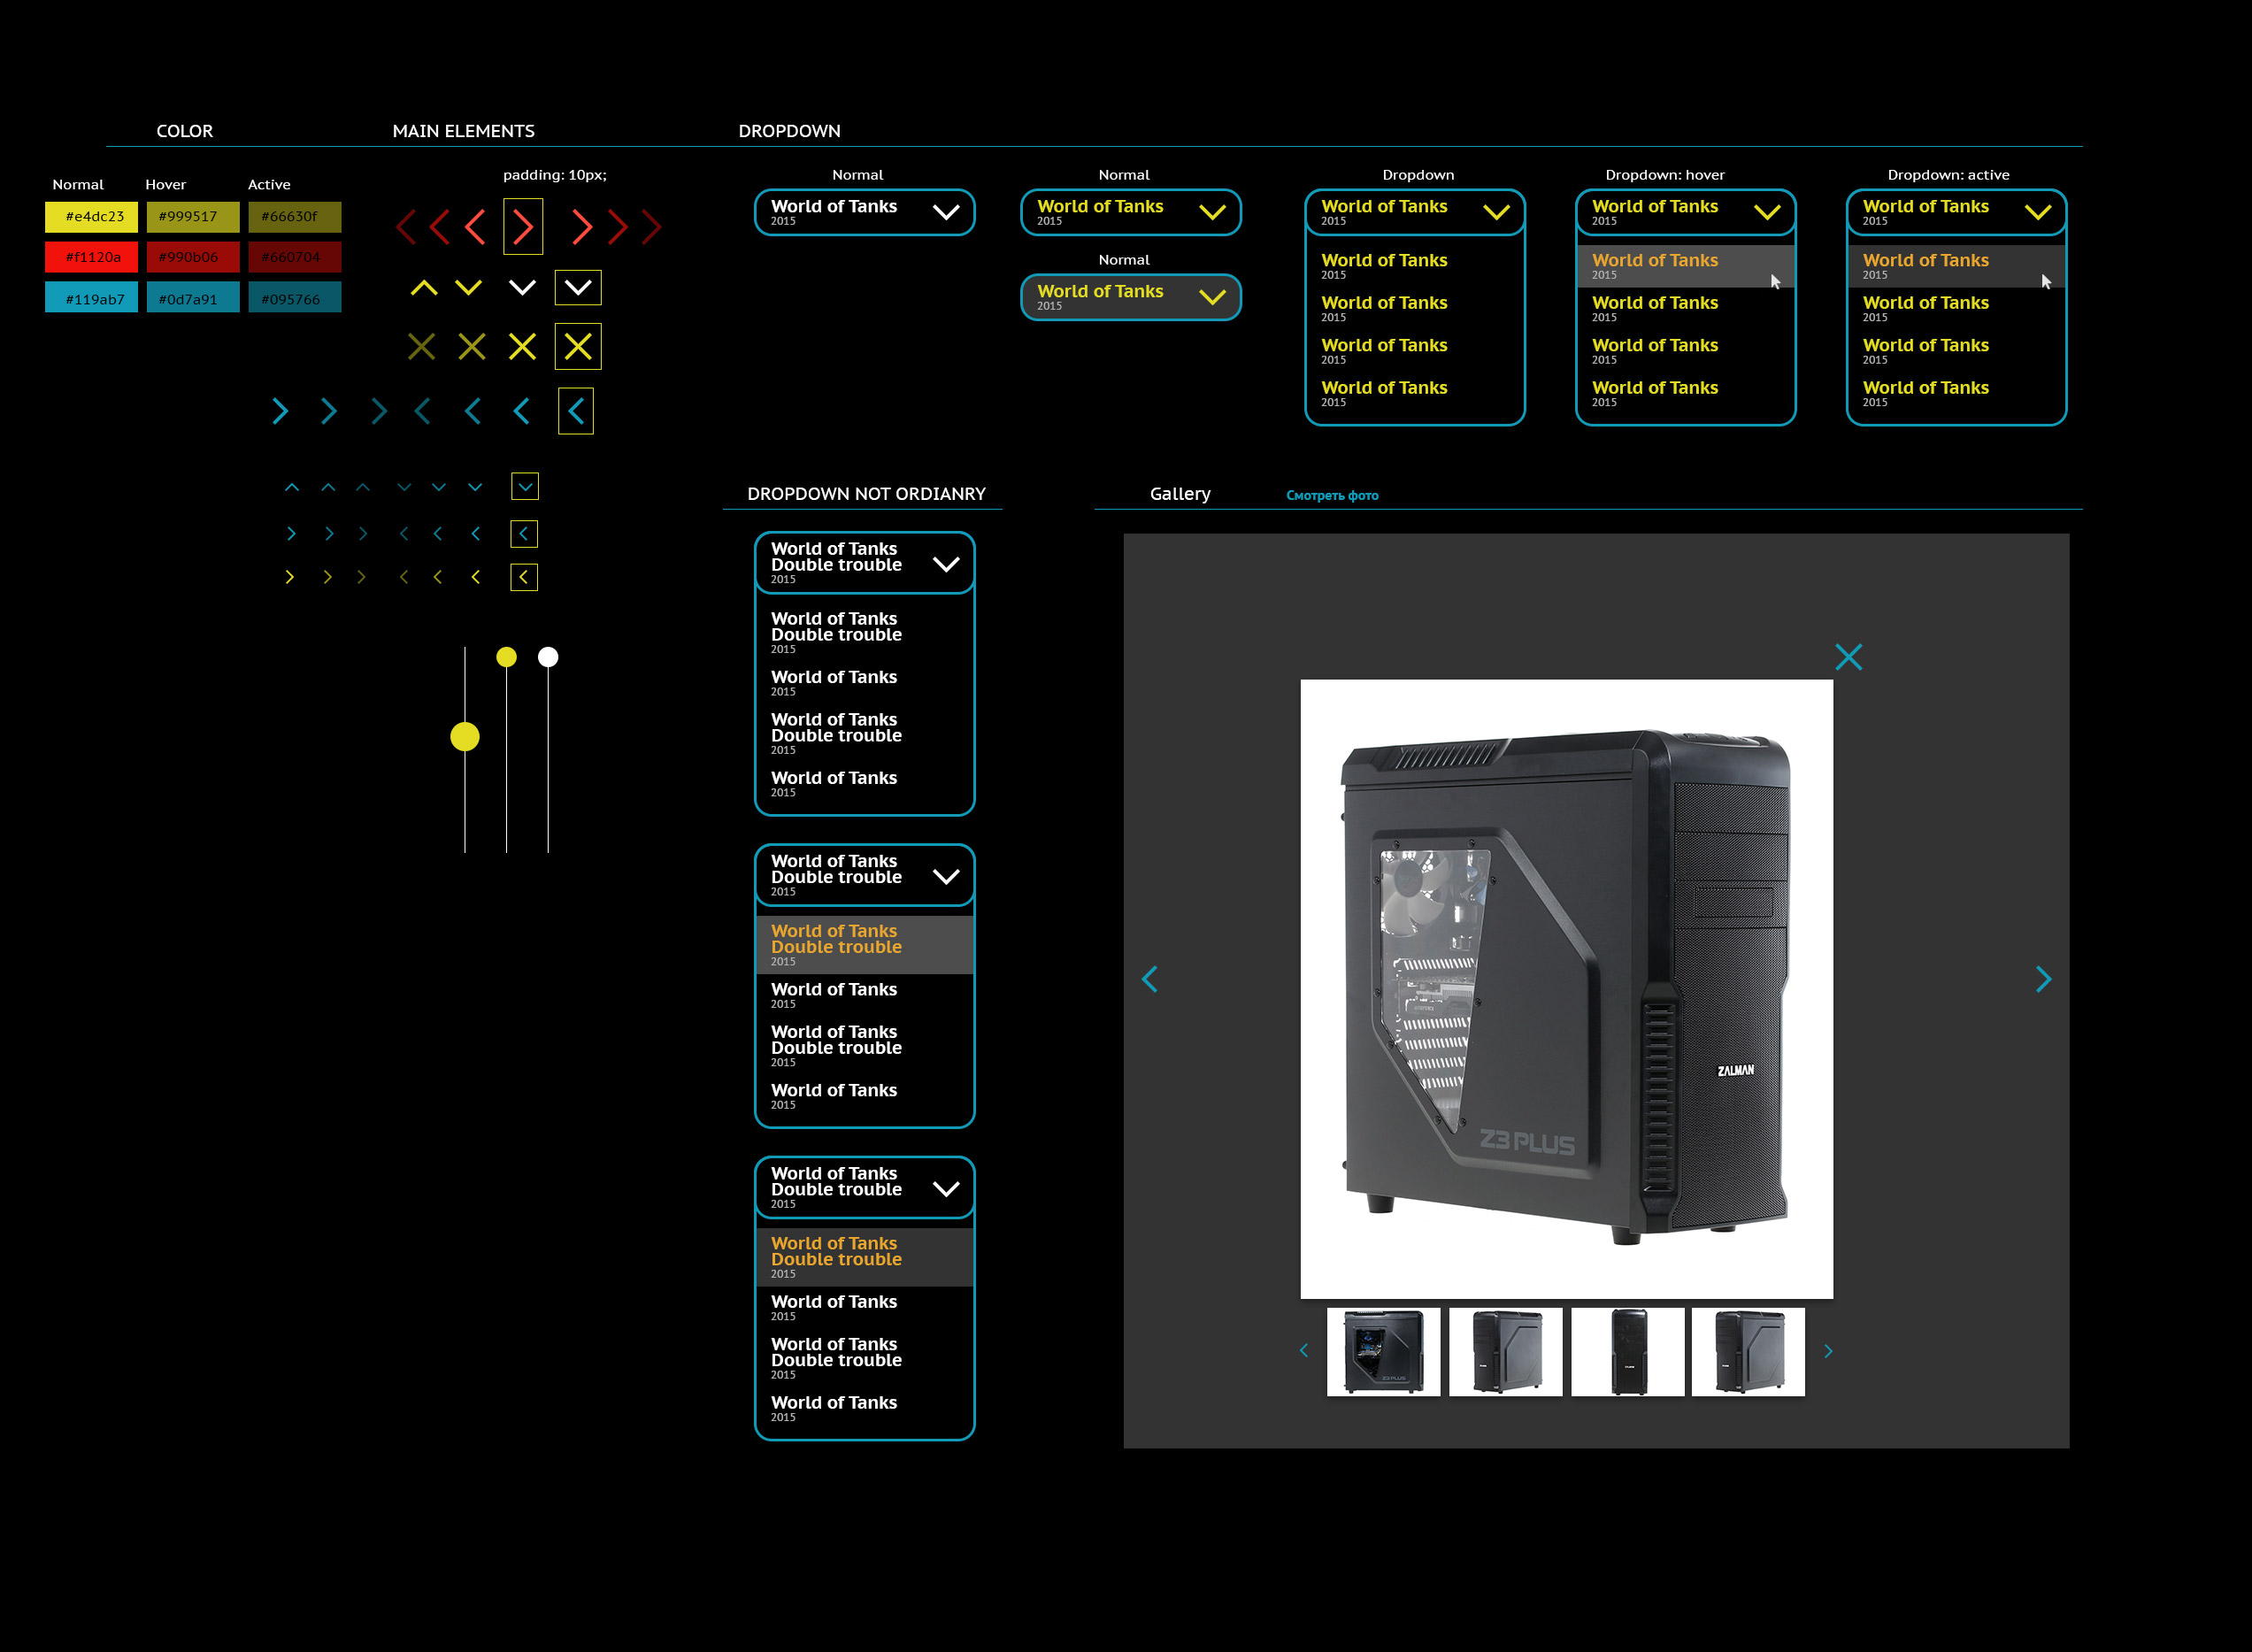 COLOR
MAIN ELEMENTS
DROPDOWN
Normal
Hover
Active
#e4dc23
#999517
#66630f
#f1120a
#990b06
#660704
#119ab7
#0d7a91
#095766
padding: 10px;
Normal
World of Tanks
2015
Normal
World of Tanks
2015
Normal
World of Tanks
2015
Dropdown
World of Tanks
2015
World of Tanks
2015
World of Tanks
2015
World of Tanks
2015
World of Tanks
2015
Dropdown: hover
World of Tanks
2015
World of Tanks
2015
World of Tanks
2015
World of Tanks
2015
World of Tanks
2015
Dropdown: active
World of Tanks
2015
World of Tanks
2015
World of Tanks
2015
World of Tanks
2015
World of Tanks
2015
DROPDOWN NOT ORDIANRY
World of Tanks
Double trouble
2015
World of Tanks
Double trouble
2015
World of Tanks
2015
World of Tanks
Double trouble
2015
World of Tanks
2015
World of Tanks
Double trouble
2015
World of Tanks
Double trouble
2015
World of Tanks
2015
World of Tanks
Double trouble
2015
World of Tanks
2015
World of Tanks
Double trouble
2015
World of Tanks
Double trouble
2015
World of Tanks
2015
World of Tanks
Double trouble
2015
World of Tanks
2015
Gallery
Смотреть фото
ZALMAN
Z3 PLUS
Z3 PLUS